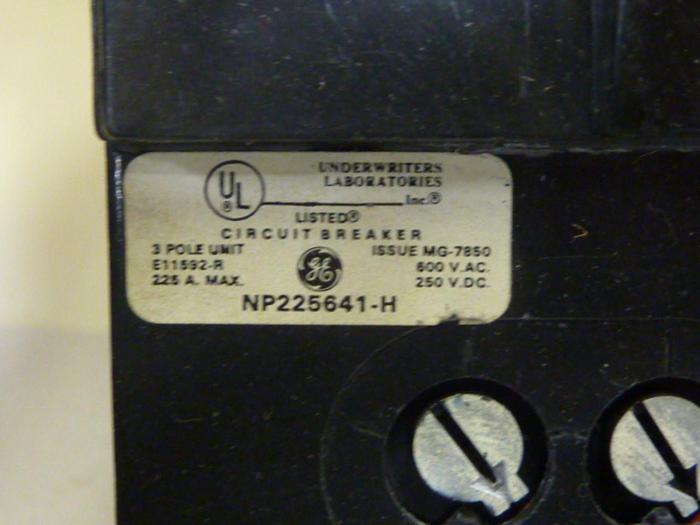 UL®
UNDERWRITERS
LABORATORIES
Inc.®
LISTED®
CIRCUIT BREAKER
3 POLE UNIT ISSUE MG-7850
E11592-R GE 600 V.AC.
225 A. MAX. 250 V.DC.
NP225641-H